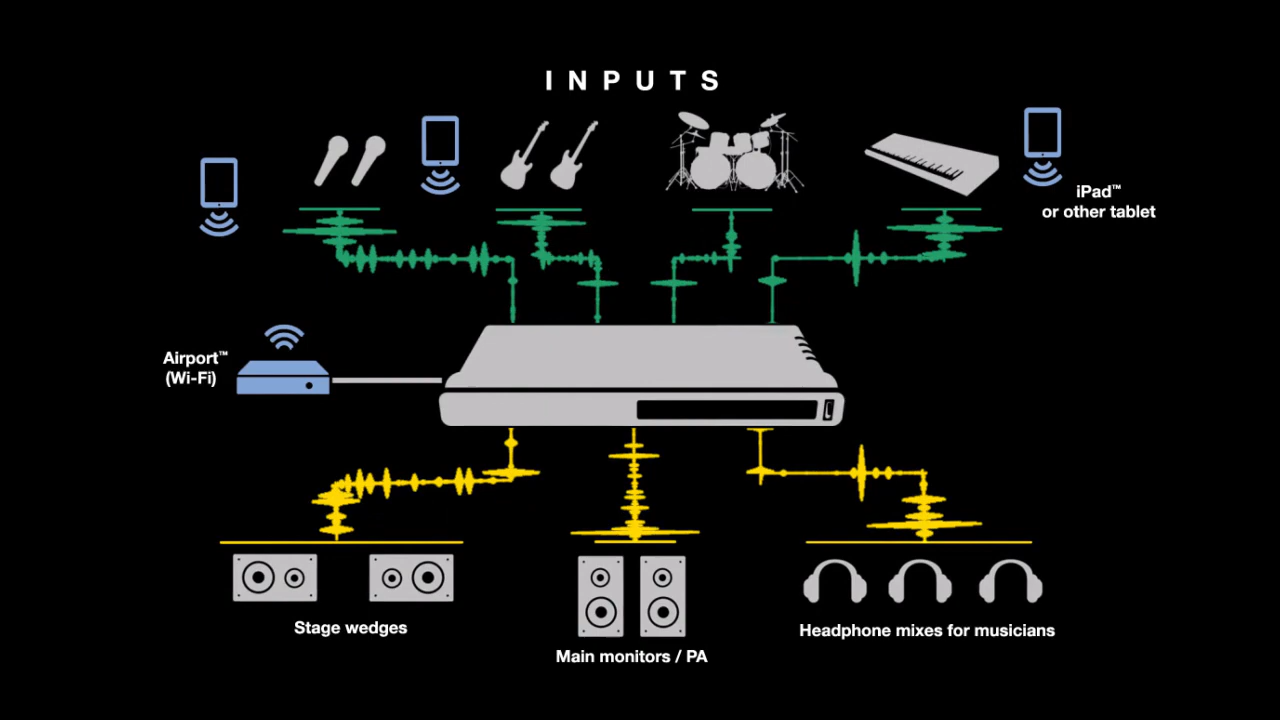 INPUTS
iPad™
or other tablet
Airport™
(Wi-Fi)
Stage wedges
Headphone mixes for musicians
Main monitors / PA